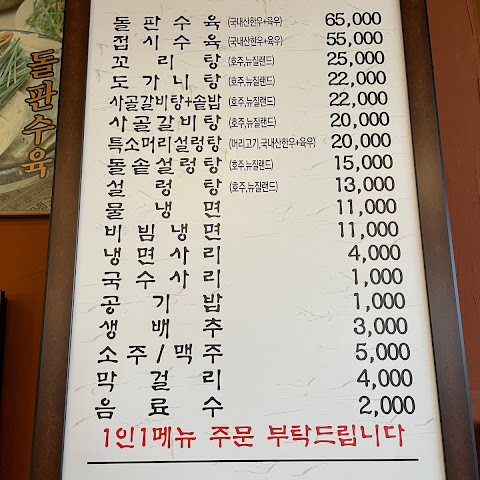 돌판수육
돌판수육 (국내산한우+육우) 65,000
접시수육 (국내산한우+육우) 55,000
꼬리탕 (호주,뉴질랜드) 25,000
도가니탕 (호주,뉴질랜드) 22,000
사골갈비탕+솥밥 (호주,뉴질랜드) 22,000
사골갈비탕 (호주,뉴질랜드) 20,000
특소머리설렁탕 (머리고기,국내산한우+육우) 20,000
돌솥설렁탕 (호주,뉴질랜드) 15,000
설렁탕 (호주,뉴질랜드) 13,000
물냉면 11,000
비빔냉면 11,000
냉면사리 4,000
국수사리 1,000
공기밥 1,000
생배추 3,000
소주/맥주 5,000
막걸리 4,000
음료수 2,000
1인1메뉴 주문 부탁드립니다